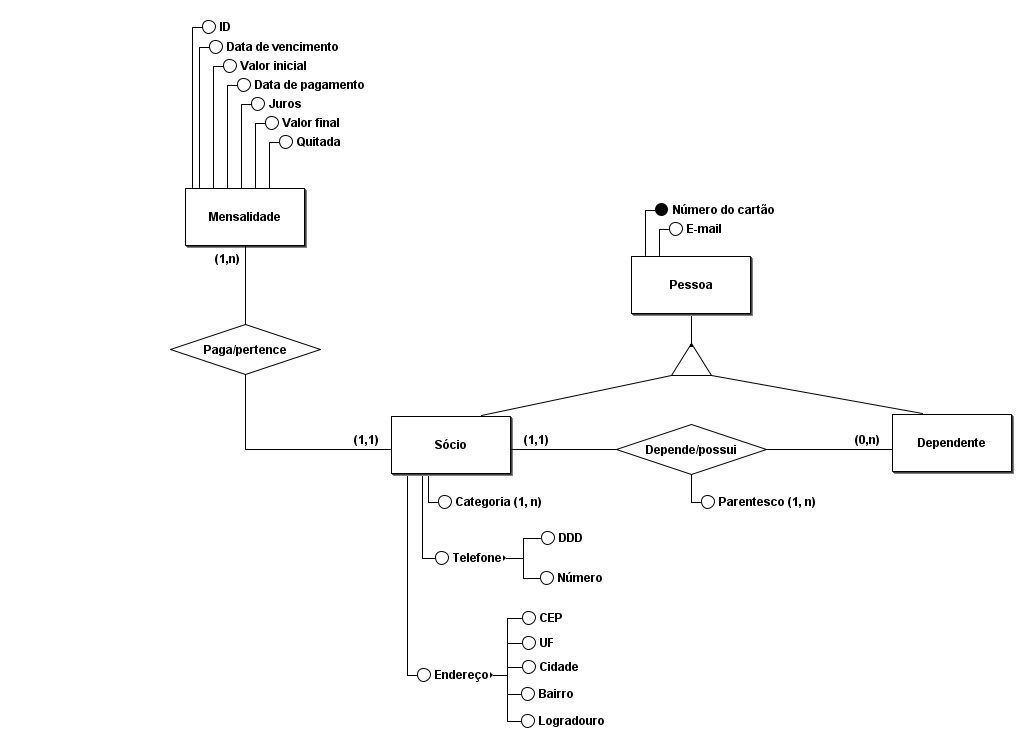 ID
Data de vencimento
Valor inicial
Data de pagamento
Juros
Valor final
Quitada
Mensalidade
(1,n)
Paga/pertence
Número do cartão
E-mail
Pessoa
(1,1)
Sócio
(1,1)
Depende/possui
(0,n)
Dependente
Categoria (1, n)
Parentesco (1, n)
Telefone
DDD
Número
Endereço
CEP
UF
Cidade
Bairro
Logradouro